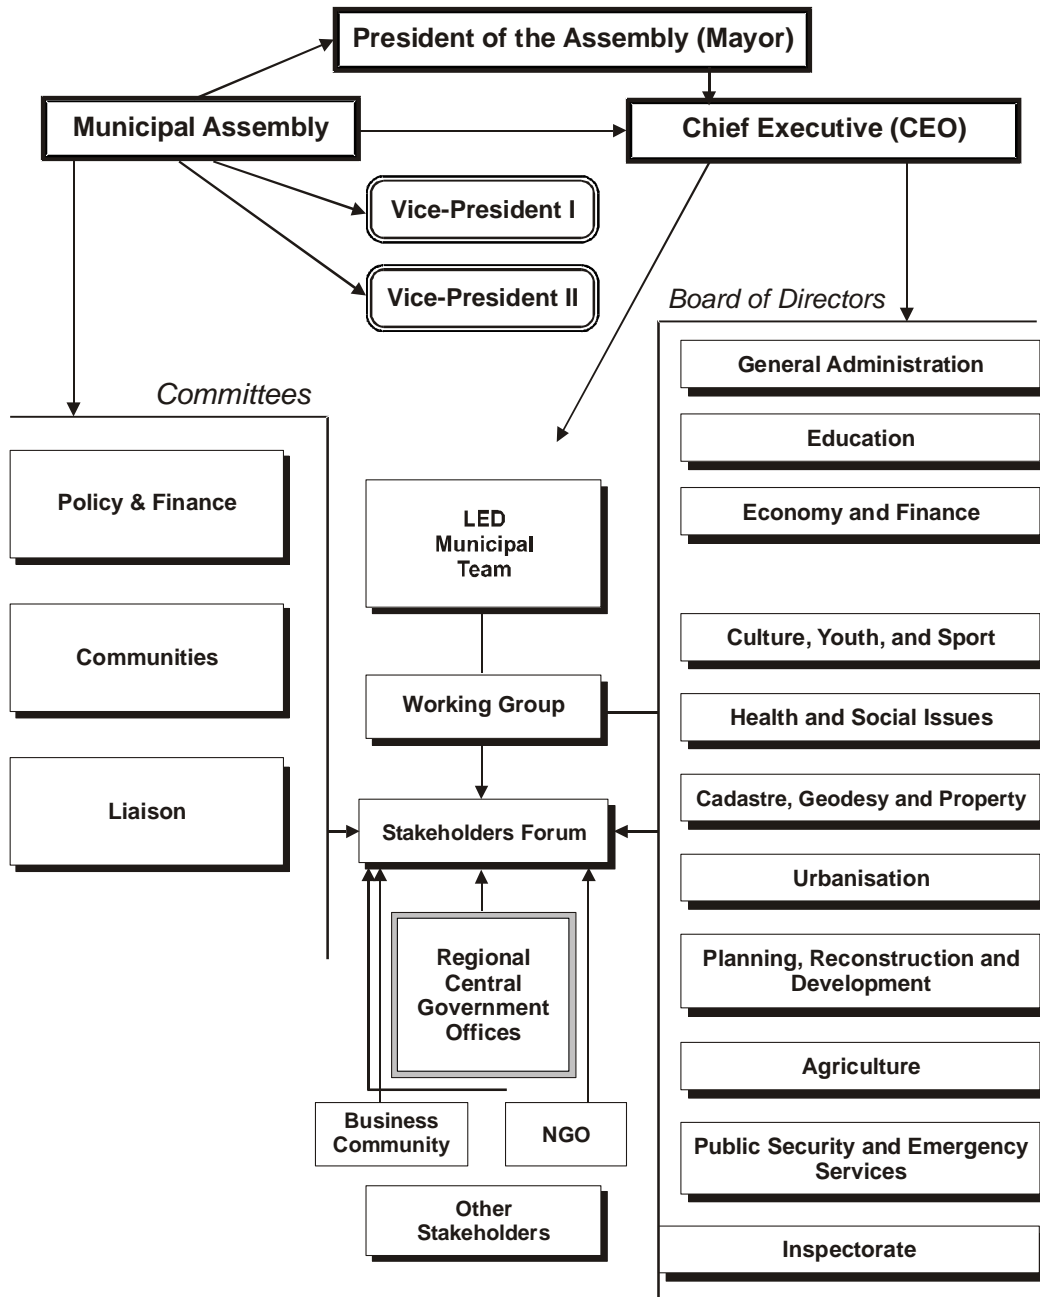 President of the Assembly (Mayor)
Municipal Assembly
Chief Executive (CEO)
Vice-President I
Vice-President II
Board of Directors
General Administration
Committees
Education
Policy & Finance
LED
Municipal
Team
Economy and Finance
Culture, Youth, and Sport
Communities
Working Group
Health and Social Issues
Cadastre, Geodesy and Property
Liaison
Stakeholders Forum
Urbanisation
Regional
Central
Government
Offices
Planning, Reconstruction and
Development
Agriculture
Business
Community
NGO
Public Security and Emergency
Services
Other
Stakeholders
Inspectorate